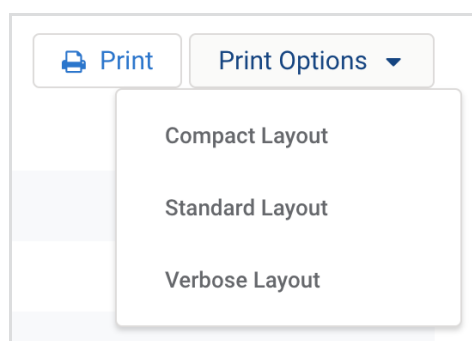 Print
Print Options
Compact Layout
Standard Layout
Verbose Layout